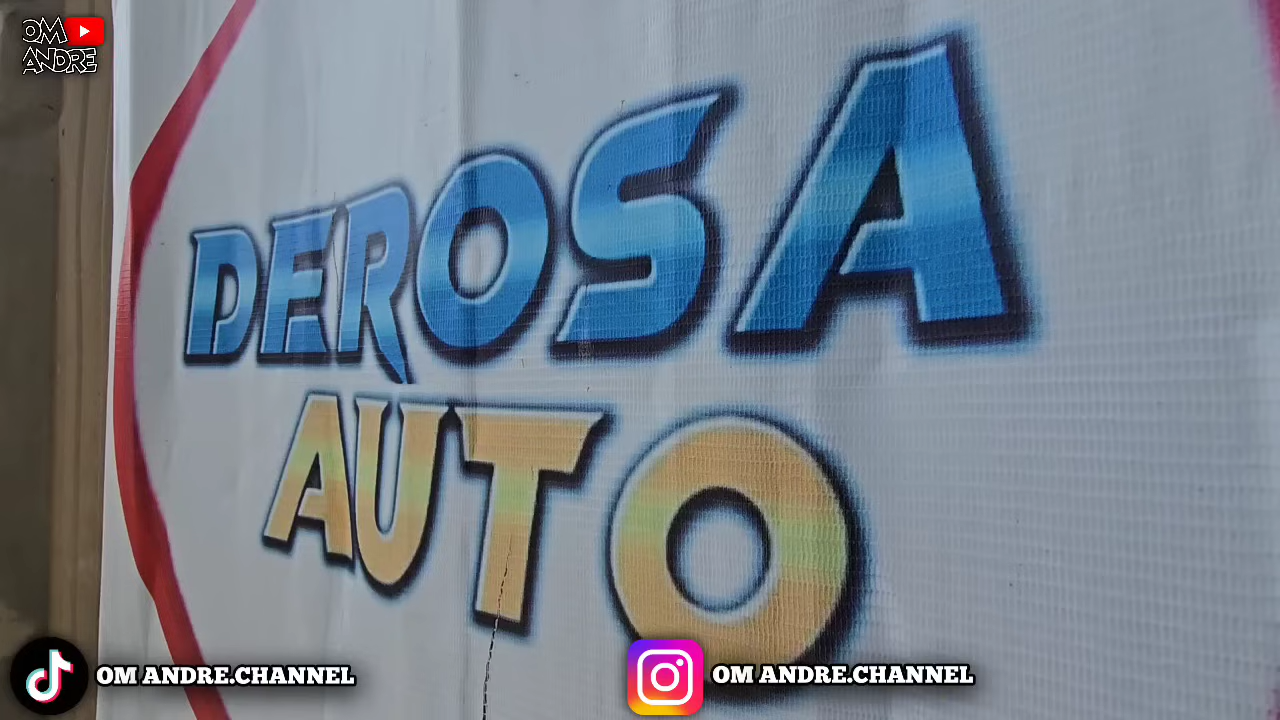 OM
ANDRE
DEROSA
AUTO
OM ANDRE.CHANNEL
OM ANDRE.CHANNEL